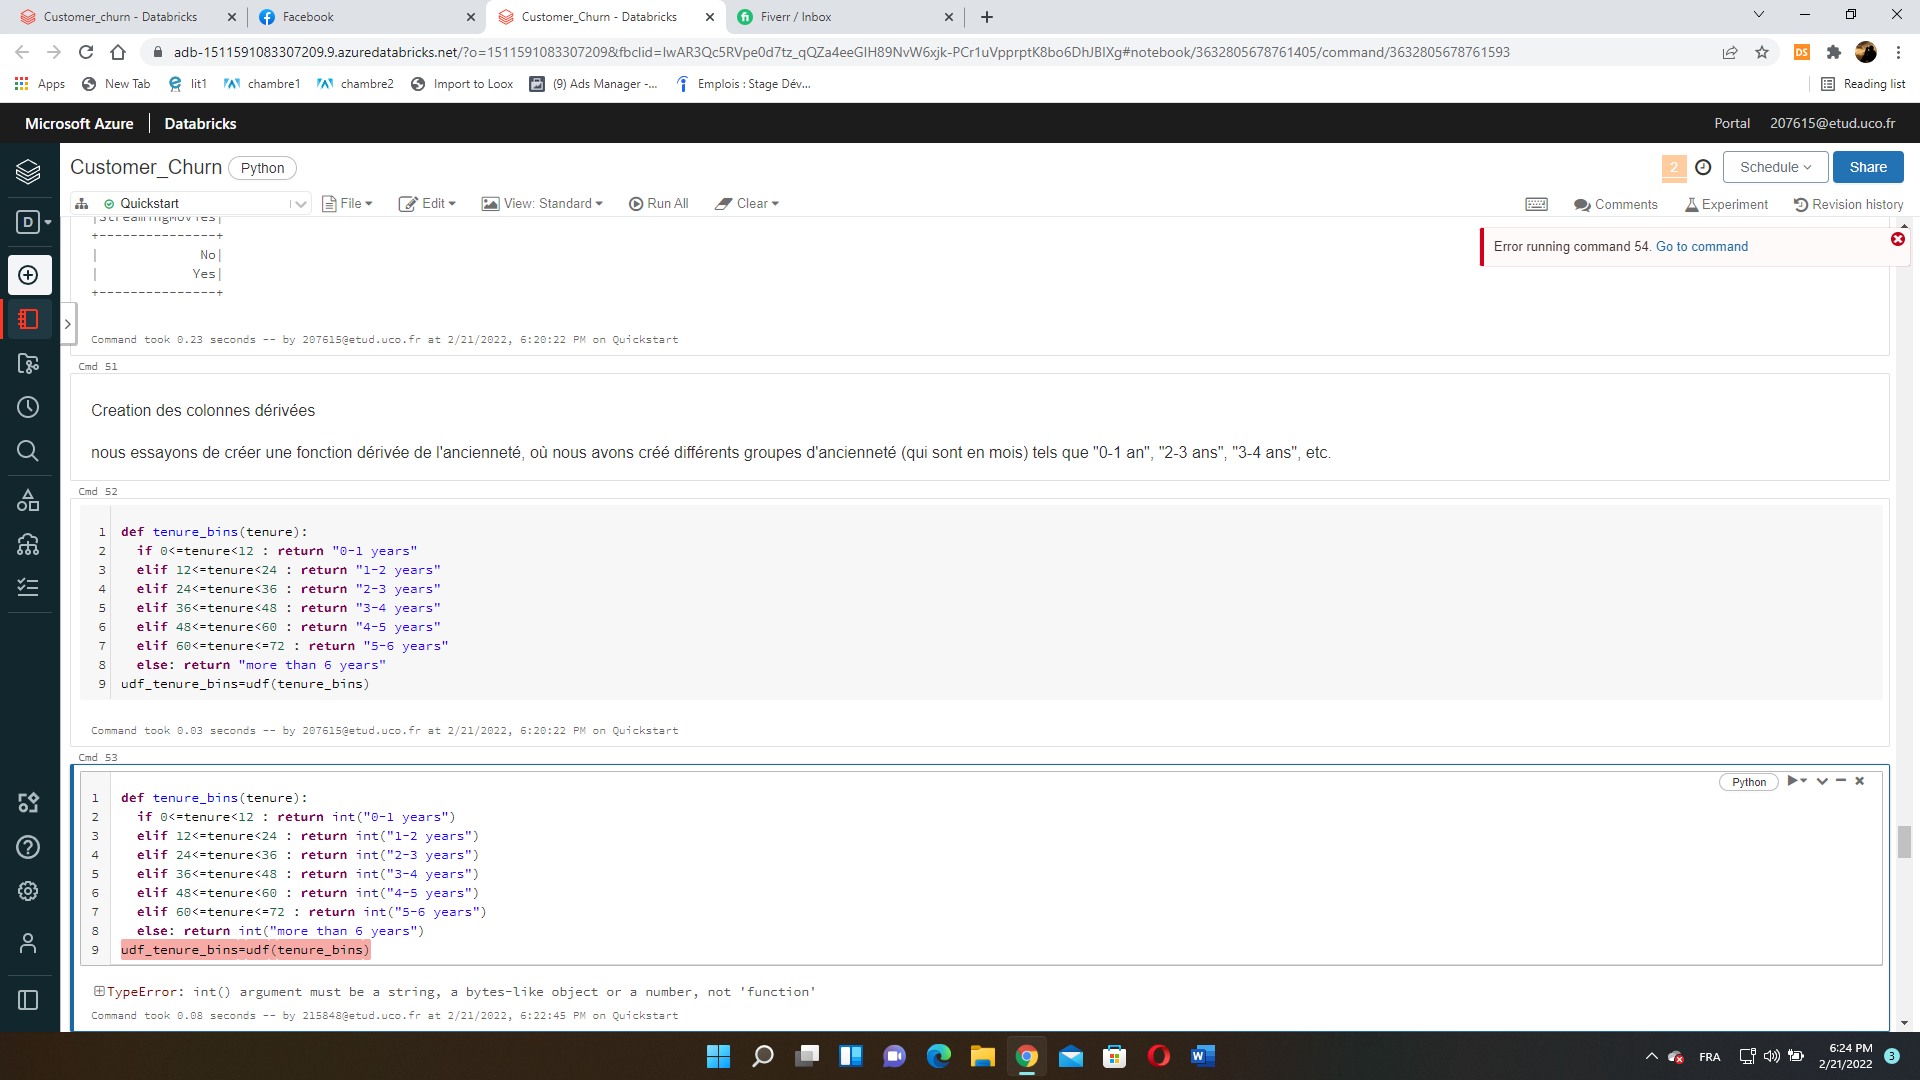 Customer_churn - Databricks
Facebook
Customer_Churn - Databricks
Fiverr / Inbox
adb-1511591083307209.9.azuredatabricks.net/?o=1511591083307209&fbclid=IwAR3Qc5RVpe0d7tz_qQZa4eeGIH89NvW6xjk-PCr1uVpprptK8bo6DhJBIXg#notebook/3632805678761405/command/3632805678761593
DS
Apps
New Tab
lit1
chambre1
chambre2
Import to Loox
(9) Ads Manager -...
Emplois : Stage Dév...
Reading list
Microsoft Azure
Databricks
Portal
207615@etud.uco.fr
Customer_Churn
Python
2
Schedule
Share
D
Quickstart
File
Edit
View: Standard
Run All
Clear
Comments
Experiment
Revision history
|StreamingMovies|
+---------------+
|             No|
|            Yes|
+---------------+
Error running command 54. Go to command
Command took 0.23 seconds -- by 207615@etud.uco.fr at 2/21/2022, 6:20:22 PM on Quickstart
Cmd 51
Creation des colonnes dérivées
nous essayons de créer une fonction dérivée de l'ancienneté, où nous avons créé différents groupes d'ancienneté (qui sont en mois) tels que "0-1 an", "2-3 ans", "3-4 ans", etc.
Cmd 52
1 def tenure_bins(tenure):
2   if 0<=tenure<12 : return "0-1 years"
3   elif 12<=tenure<24 : return "1-2 years"
4   elif 24<=tenure<36 : return "2-3 years"
5   elif 36<=tenure<48 : return "3-4 years"
6   elif 48<=tenure<60 : return "4-5 years"
7   elif 60<=tenure<=72 : return "5-6 years"
8   else: return "more than 6 years"
9 udf_tenure_bins=udf(tenure_bins)
Command took 0.03 seconds -- by 207615@etud.uco.fr at 2/21/2022, 6:20:22 PM on Quickstart
Cmd 53
Python
1 def tenure_bins(tenure):
2   if 0<=tenure<12 : return int("0-1 years")
3   elif 12<=tenure<24 : return int("1-2 years")
4   elif 24<=tenure<36 : return int("2-3 years")
5   elif 36<=tenure<48 : return int("3-4 years")
6   elif 48<=tenure<60 : return int("4-5 years")
7   elif 60<=tenure<=72 : return int("5-6 years")
8   else: return int("more than 6 years")
9 udf_tenure_bins=udf(tenure_bins)
TypeError: int() argument must be a string, a bytes-like object or a number, not 'function'
Command took 0.08 seconds -- by 215848@etud.uco.fr at 2/21/2022, 6:22:45 PM on Quickstart
FRA
6:24 PM
2/21/2022
3